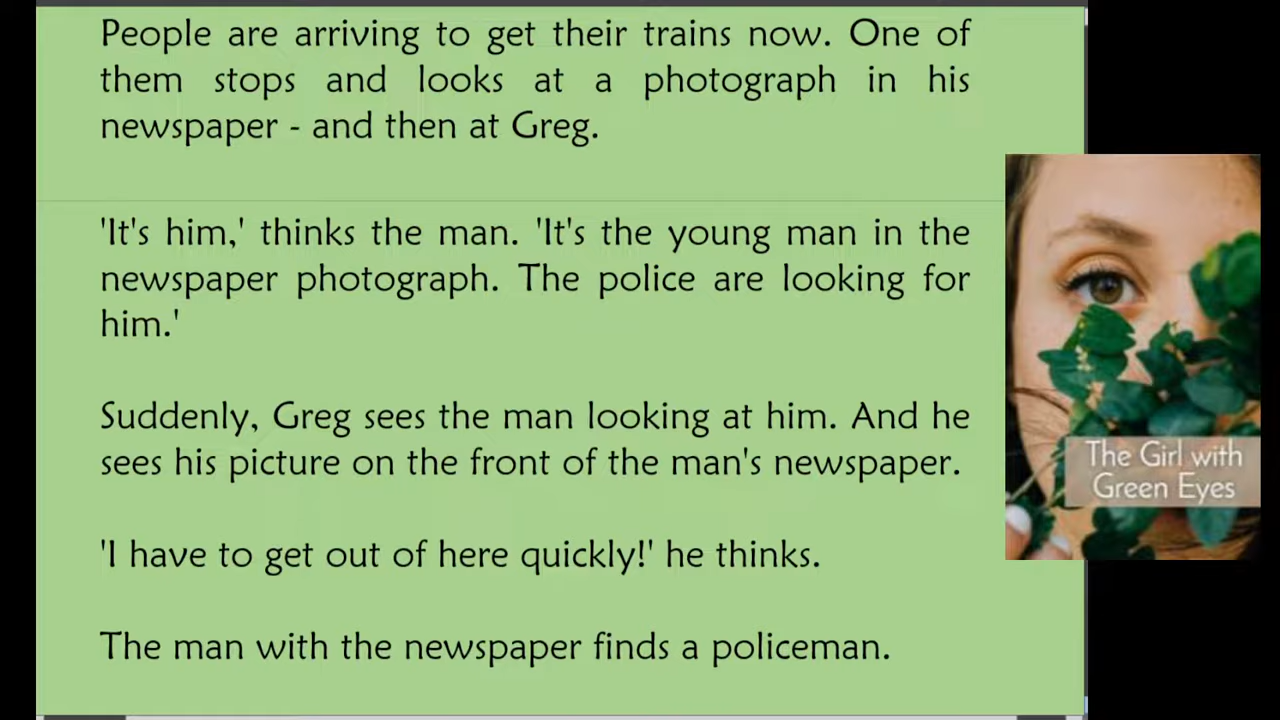 People are arriving to get their trains now. One of
them stops and looks at a photograph in his
newspaper - and then at Greg.
'It's him,' thinks the man. 'It's the young man in the
newspaper photograph. The police are looking for
him.'
Suddenly, Greg sees the man looking at him. And he
sees his picture on the front of the man's newspaper.
'I have to get out of here quickly!' he thinks.
The man with the newspaper finds a policeman.
The Girl with
Green Eyes